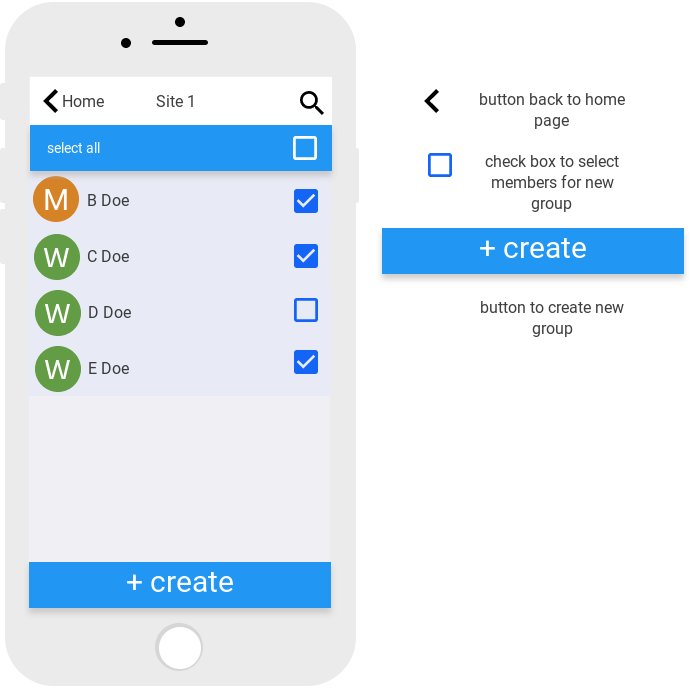 Home Site 1
select all
M B Doe
W C Doe
W D Doe
W E Doe
+ create
button back to home
page
check box to select
members for new
group
+ create
button to create new
group